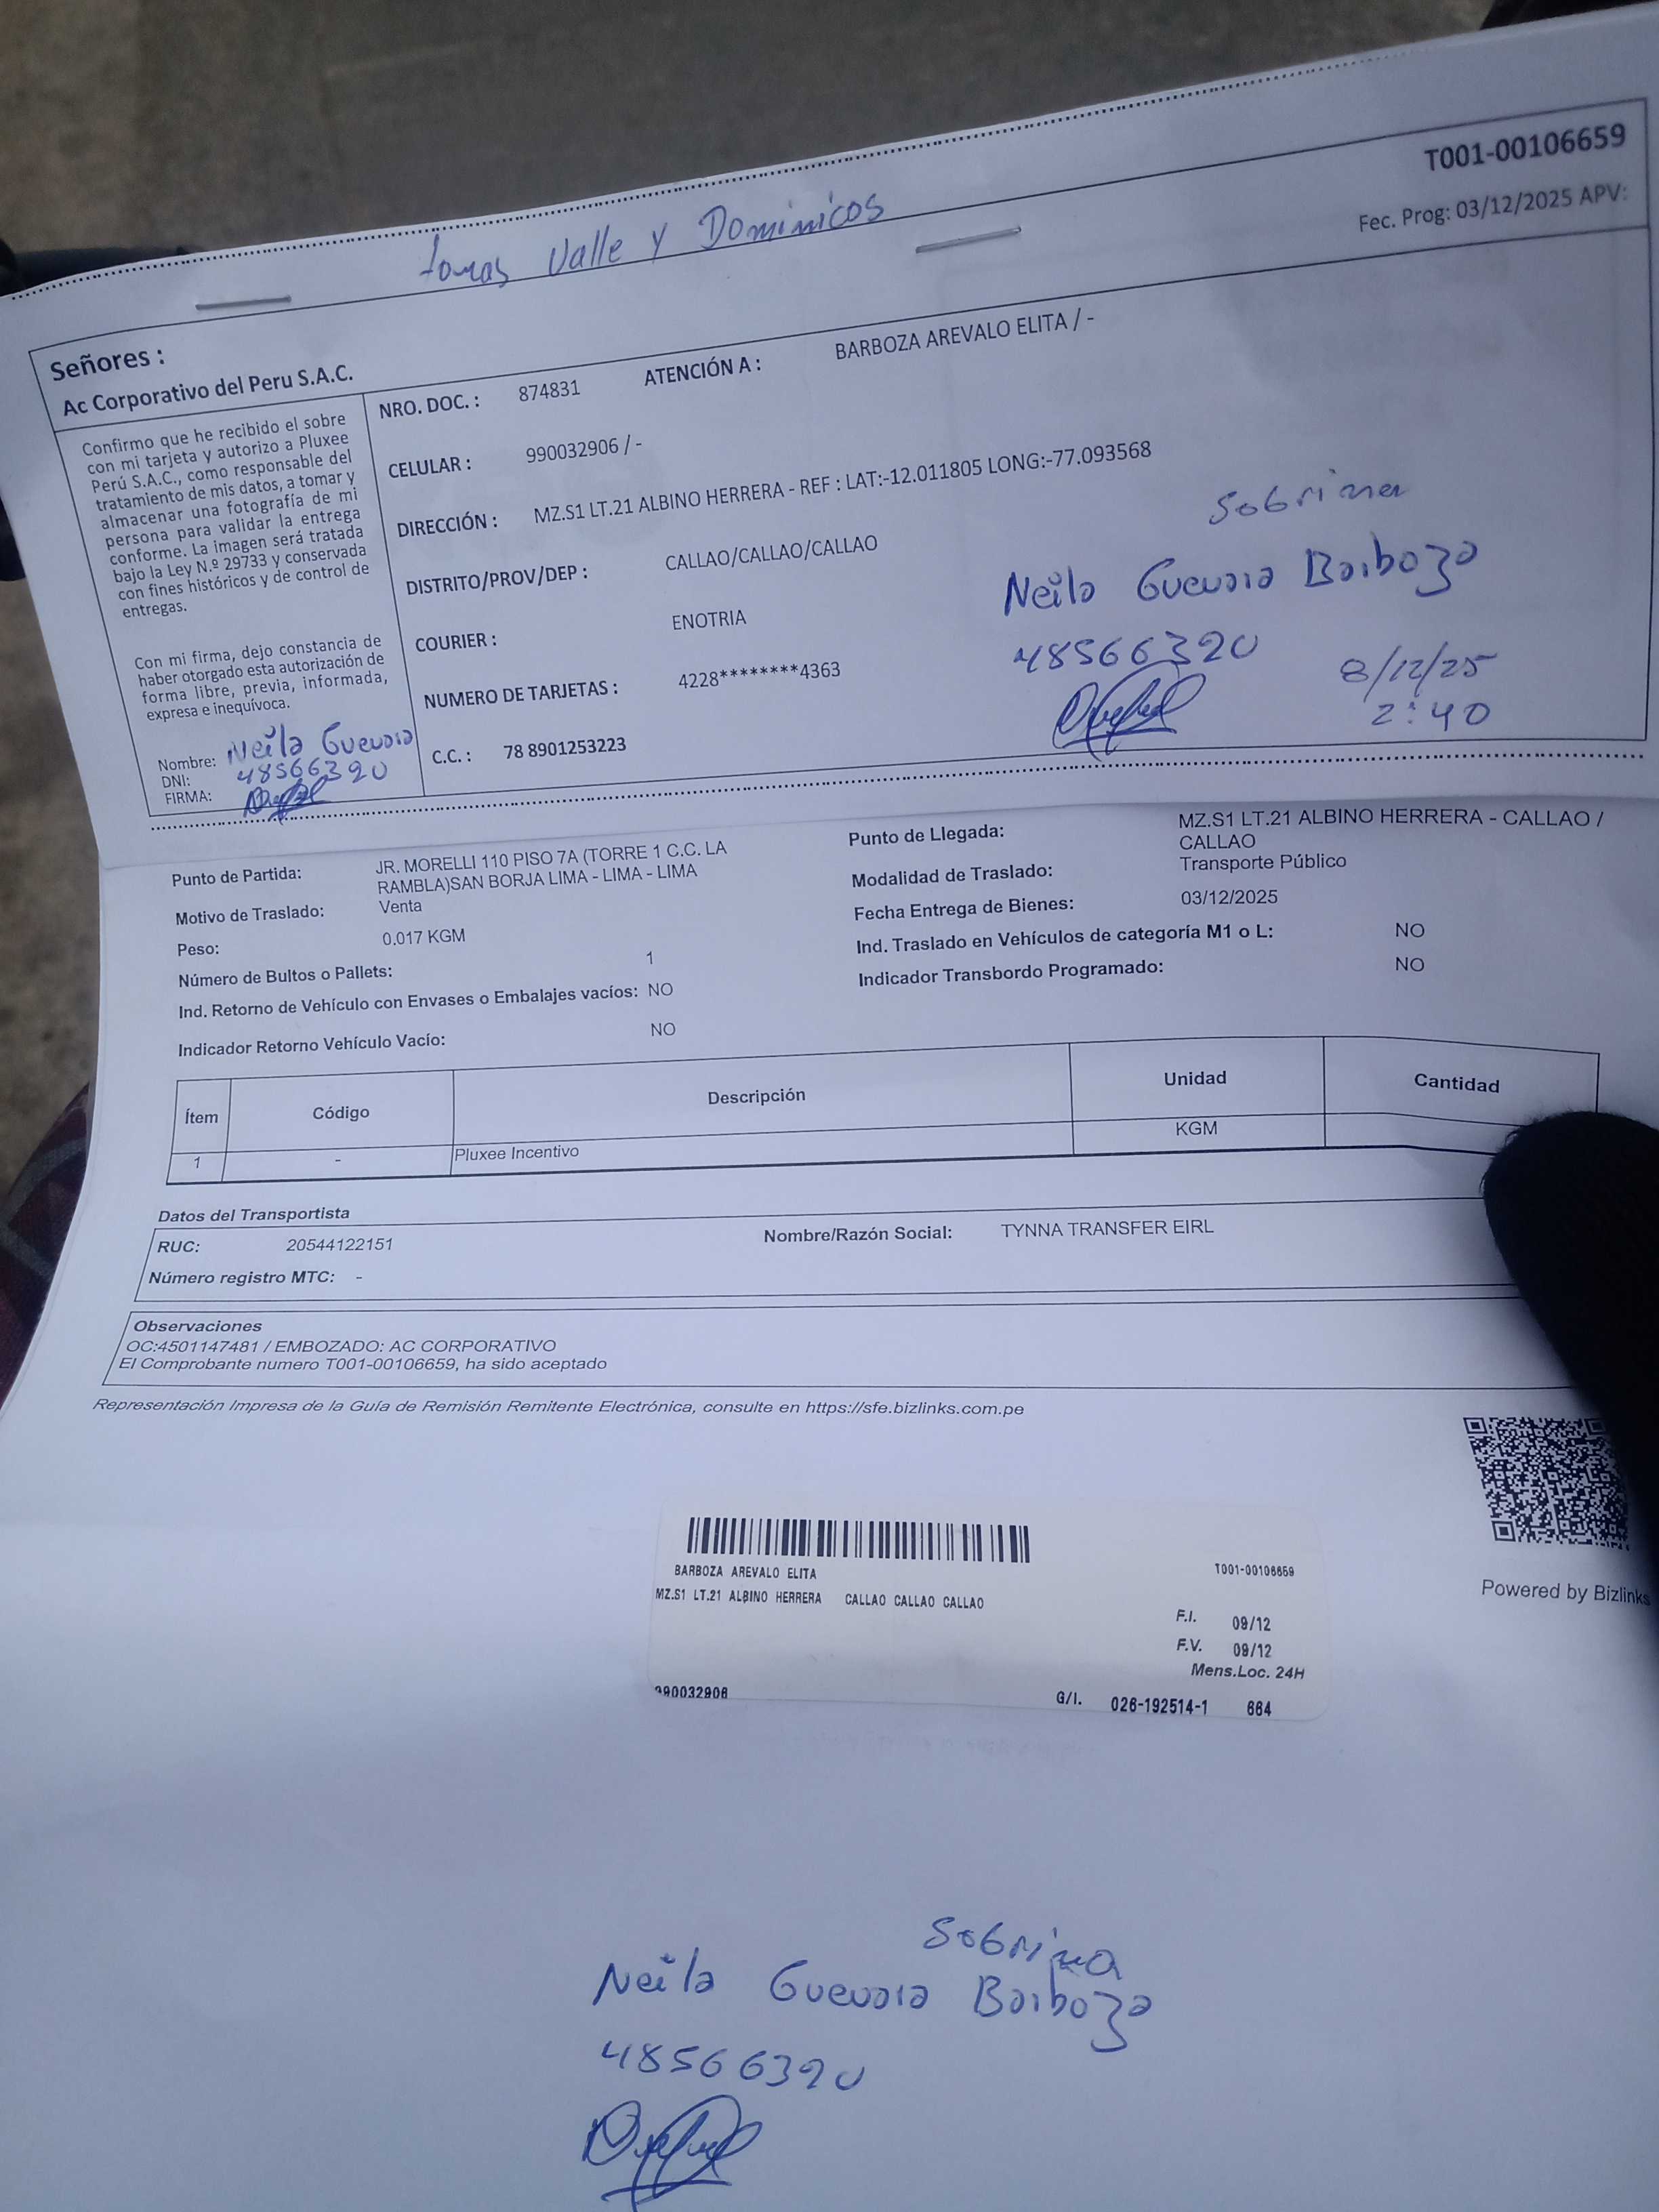 T001-00106659
Fec. Prog: 03/12/2025 APV:
tomas Valle y Dominicos
Señores :
Ac Corporativo del Peru S.A.C.
Confirmo que he recibido el sobre
con mi tarjeta y autorizo a Pluxee
Perú S.A.C., como responsable del
tratamiento de mis datos, a tomar y
almacenar una fotografía de mi
persona para validar la entrega
conforme. La imagen será tratada
bajo la Ley N.º 29733 y conservada
con fines históricos y de control de
entregas.
Con mi firma, dejo constancia de
haber otorgado esta autorización de
forma libre, previa, informada,
expresa e inequívoca.
Nombre: Neila Guevara
DNI: 48566320
FIRMA:
NRO. DOC. : 874831 ATENCIÓN A : BARBOZA AREVALO ELITA / -
CELULAR : 990032906 / -
DIRECCIÓN : MZ.S1 LT.21 ALBINO HERRERA - REF : LAT:-12.011805 LONG:-77.093568
DISTRITO/PROV/DEP : CALLAO/CALLAO/CALLAO
COURIER : ENOTRIA
NUMERO DE TARJETAS : 4228********4363
C.C. : 78 8901253223
Sobrina
Neila Guevara Barboza
48566320
8/12/25
2:40
Punto de Partida: JR. MORELLI 110 PISO 7A (TORRE 1 C.C. LA
RAMBLA)SAN BORJA LIMA - LIMA - LIMA
Motivo de Traslado: Venta
Peso: 0.017 KGM
Número de Bultos o Pallets: 1
Ind. Retorno de Vehículo con Envases o Embalajes vacíos: NO
Indicador Retorno Vehículo Vacío: NO
Punto de Llegada: MZ.S1 LT.21 ALBINO HERRERA - CALLAO /
CALLAO
Modalidad de Traslado: Transporte Público
Fecha Entrega de Bienes: 03/12/2025
Ind. Traslado en Vehículos de categoría M1 o L: NO
Indicador Transbordo Programado: NO
Ítem Código Descripción Unidad Cantidad
1 - Pluxee Incentivo KGM
Datos del Transportista
RUC: 20544122151 Nombre/Razón Social: TYNNA TRANSFER EIRL
Número registro MTC: -
Observaciones
OC:4501147481 / EMBOZADO: AC CORPORATIVO
El Comprobante numero T001-00106659, ha sido aceptado
Representación Impresa de la Guía de Remisión Remitente Electrónica, consulte en https://sfe.bizlinks.com.pe
Powered by Bizlinks
BARBOZA AREVALO ELITA T001-00106659
MZ.S1 LT.21 ALBINO HERRERA CALLAO CALLAO CALLAO
F.I. 09/12
F.V. 09/12
Mens.Loc. 24H
990032906 G/I. 026-192514-1 664
Sobrina
Neila Guevara Barboza
48566320